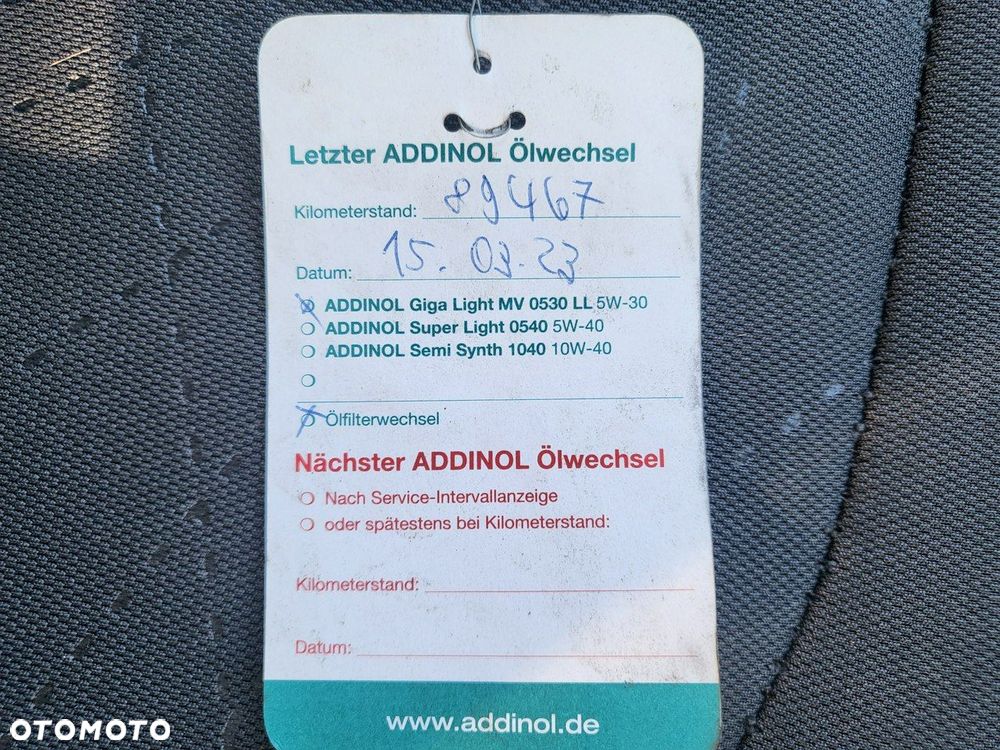 Letzter ADDINOL Ölwechsel
Kilometerstand: 89467
Datum: 15. 03. 23
ADDINOL Giga Light MV 0530 LL 5W-30
ADDINOL Super Light 0540 5W-40
ADDINOL Semi Synth 1040 10W-40
Ölfilterwechsel
Nächster ADDINOL Ölwechsel
Nach Service-Intervallanzeige
oder spätestens bei Kilometerstand:
Kilometerstand:
Datum:
www.addinol.de
OTOMOTO